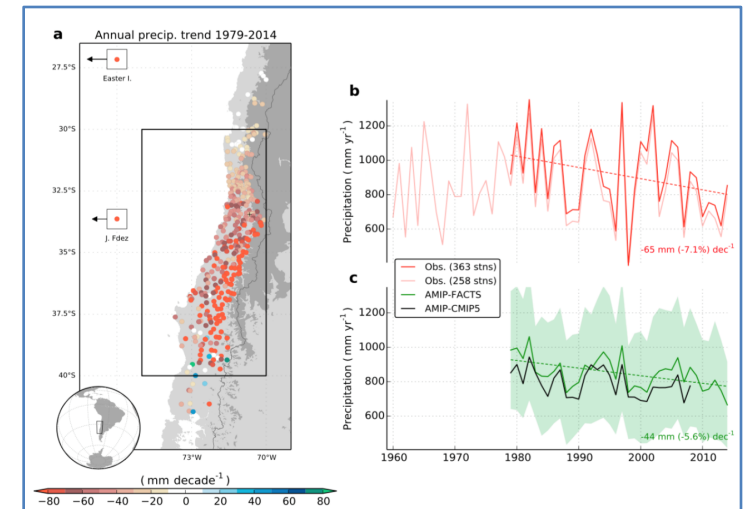 a
Annual precip. trend 1979-2014
27.5°S
Easter I.
30°S
32.5°S
J. Fdez
35°S
37.5°S
40°S
73°W 70°W
(mm decade⁻¹)
−80 −60 −40 −20 0 20 40 60 80
b
Precipitation (mm yr⁻¹)
1200
1000
800
600
-65 mm (-7.1%) dec⁻¹
Obs. (363 stns)
Obs. (258 stns)
AMIP-FACTS
AMIP-CMIP5
c
Precipitation (mm yr⁻¹)
1200
1000
800
600
-44 mm (-5.6%) dec⁻¹
1960 1970 1980 1990 2000 2010